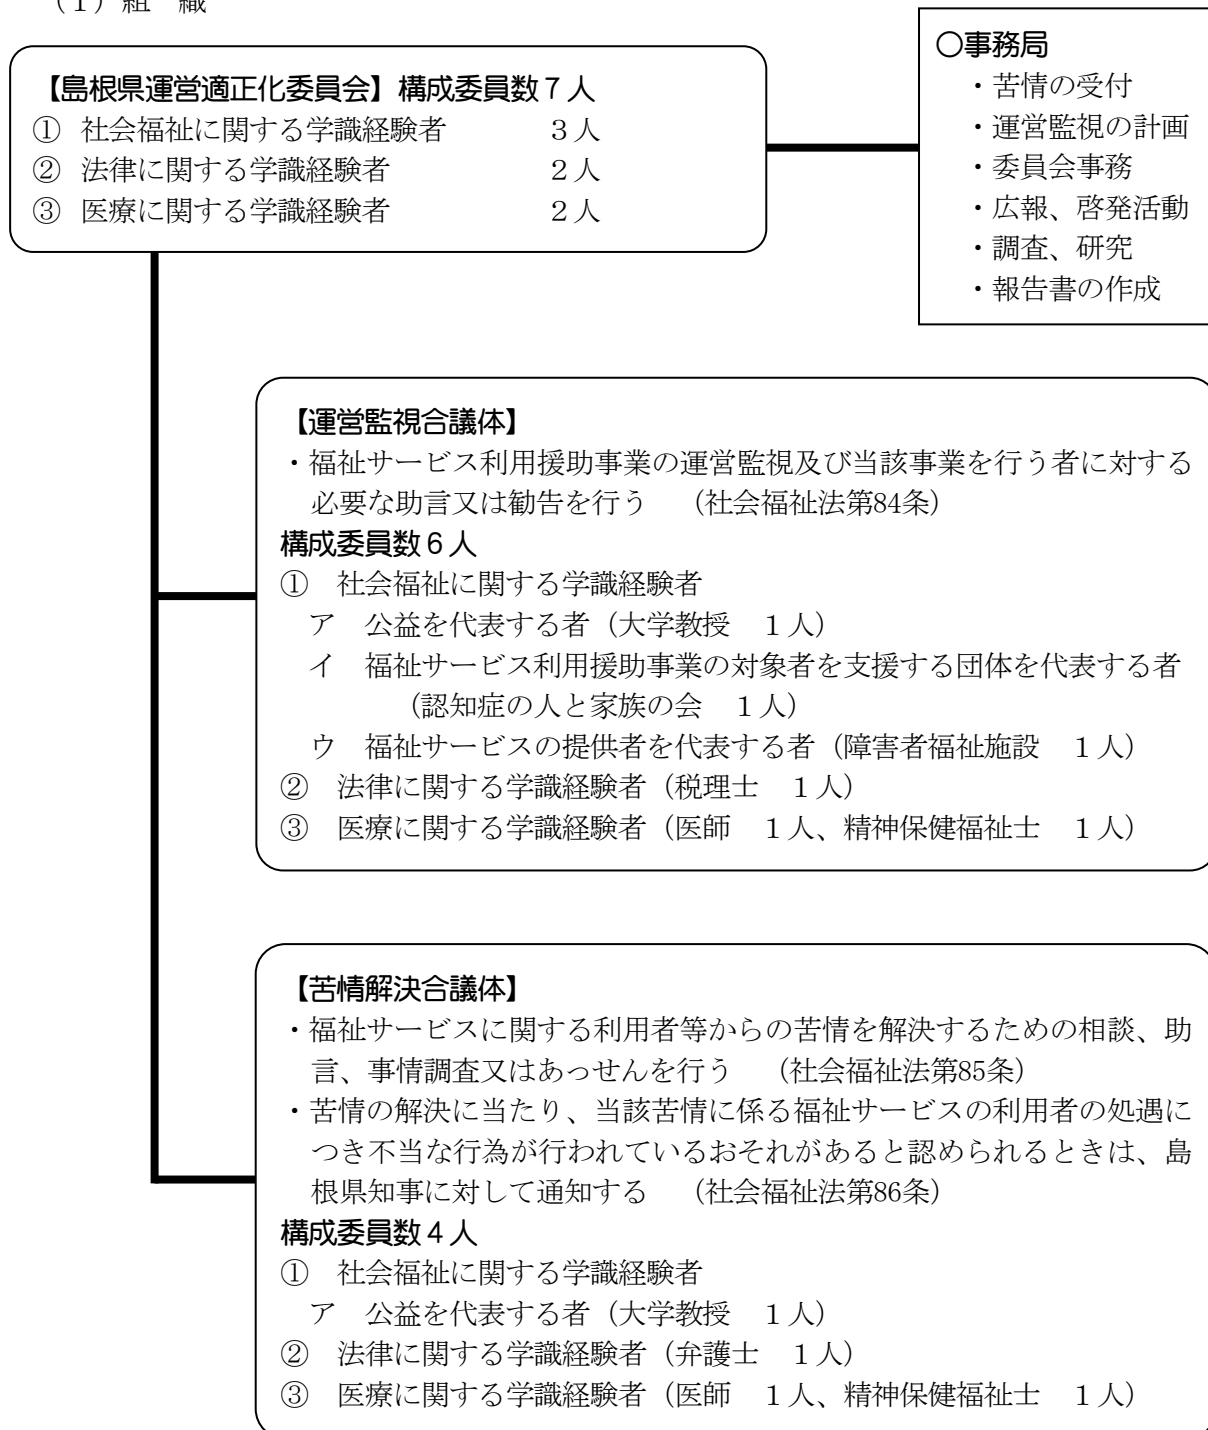 （１）組　織
【島根県運営適正化委員会】構成委員数７人
① 社会福祉に関する学識経験者　　　３人
② 法律に関する学識経験者　　　　　２人
③ 医療に関する学識経験者　　　　　２人
○事務局
・苦情の受付
・運営監視の計画
・委員会事務
・広報、啓発活動
・調査、研究
・報告書の作成
【運営監視合議体】
・福祉サービス利用援助事業の運営監視及び当該事業を行う者に対する
必要な助言又は勧告を行う　（社会福祉法第84条）
構成委員数６人
①　社会福祉に関する学識経験者
ア　公益を代表する者（大学教授　１人）
イ　福祉サービス利用援助事業の対象者を支援する団体を代表する者
（認知症の人と家族の会　１人）
ウ　福祉サービスの提供者を代表する者（障害者福祉施設　１人）
②　法律に関する学識経験者（税理士　１人）
③　医療に関する学識経験者（医師　１人、精神保健福祉士　１人）
【苦情解決合議体】
・福祉サービスに関する利用者等からの苦情を解決するための相談、助
言、事情調査又はあっせんを行う　（社会福祉法第85条）
・苦情の解決に当たり、当該苦情に係る福祉サービスの利用者の処遇に
つき不当な行為が行われているおそれがあると認められるときは、島
根県知事に対して通知する　（社会福祉法第86条）
構成委員数４人
①　社会福祉に関する学識経験者
ア　公益を代表する者（大学教授　１人）
②　法律に関する学識経験者（弁護士　１人）
③　医療に関する学識経験者（医師　１人、精神保健福祉士　１人）